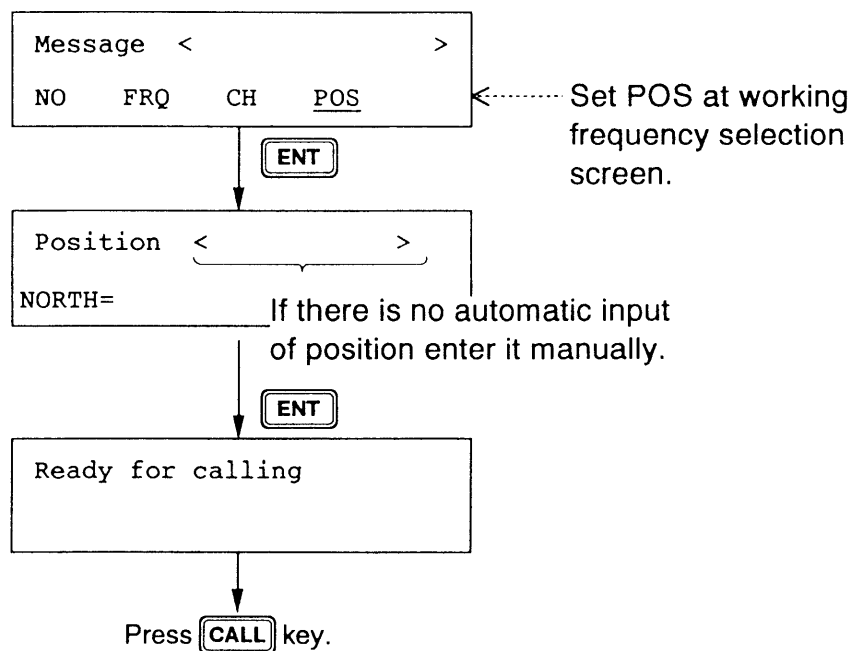 Message < >
NO FRQ CH POS
Set POS at working
frequency selection
screen.
ENT
Position < >
NORTH=
If there is no automatic input
of position enter it manually.
ENT
Ready for calling
Press CALL key.